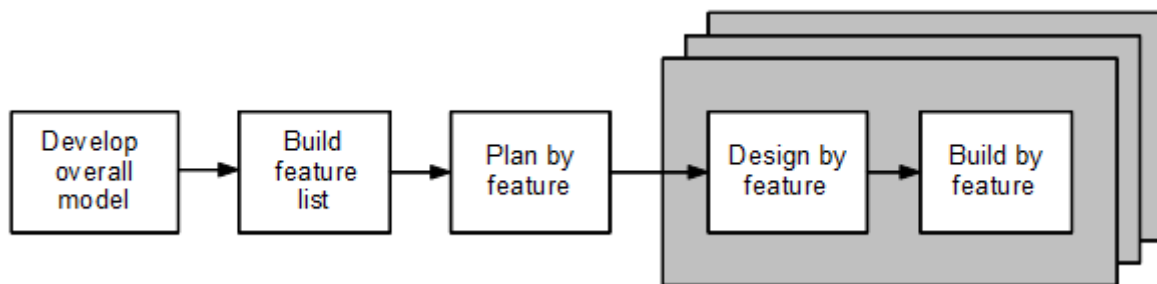 Develop
overall
model
Build
feature
list
Plan by
feature
Design by
feature
Build by
feature